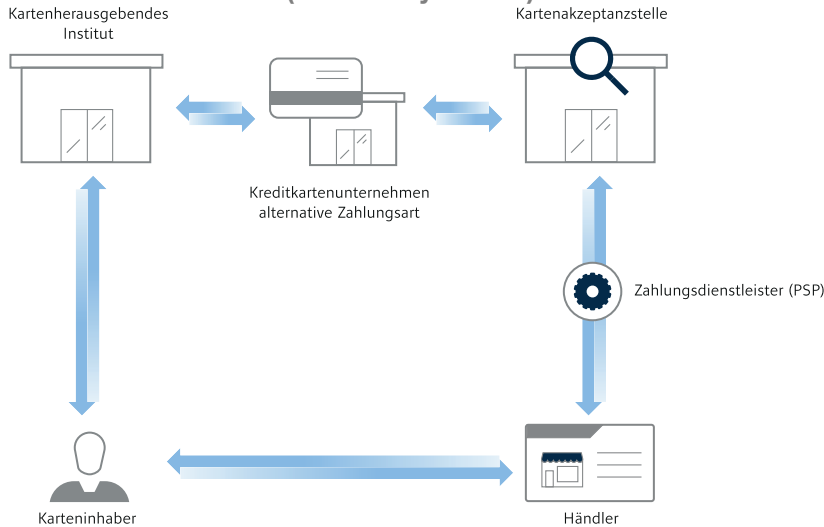 Kartenherausgebendes
Institut
Kartenakzeptanzstelle
Kreditkartenunternehmen
alternative Zahlungsart
Zahlungsdienstleister (PSP)
Karteninhaber
Händler